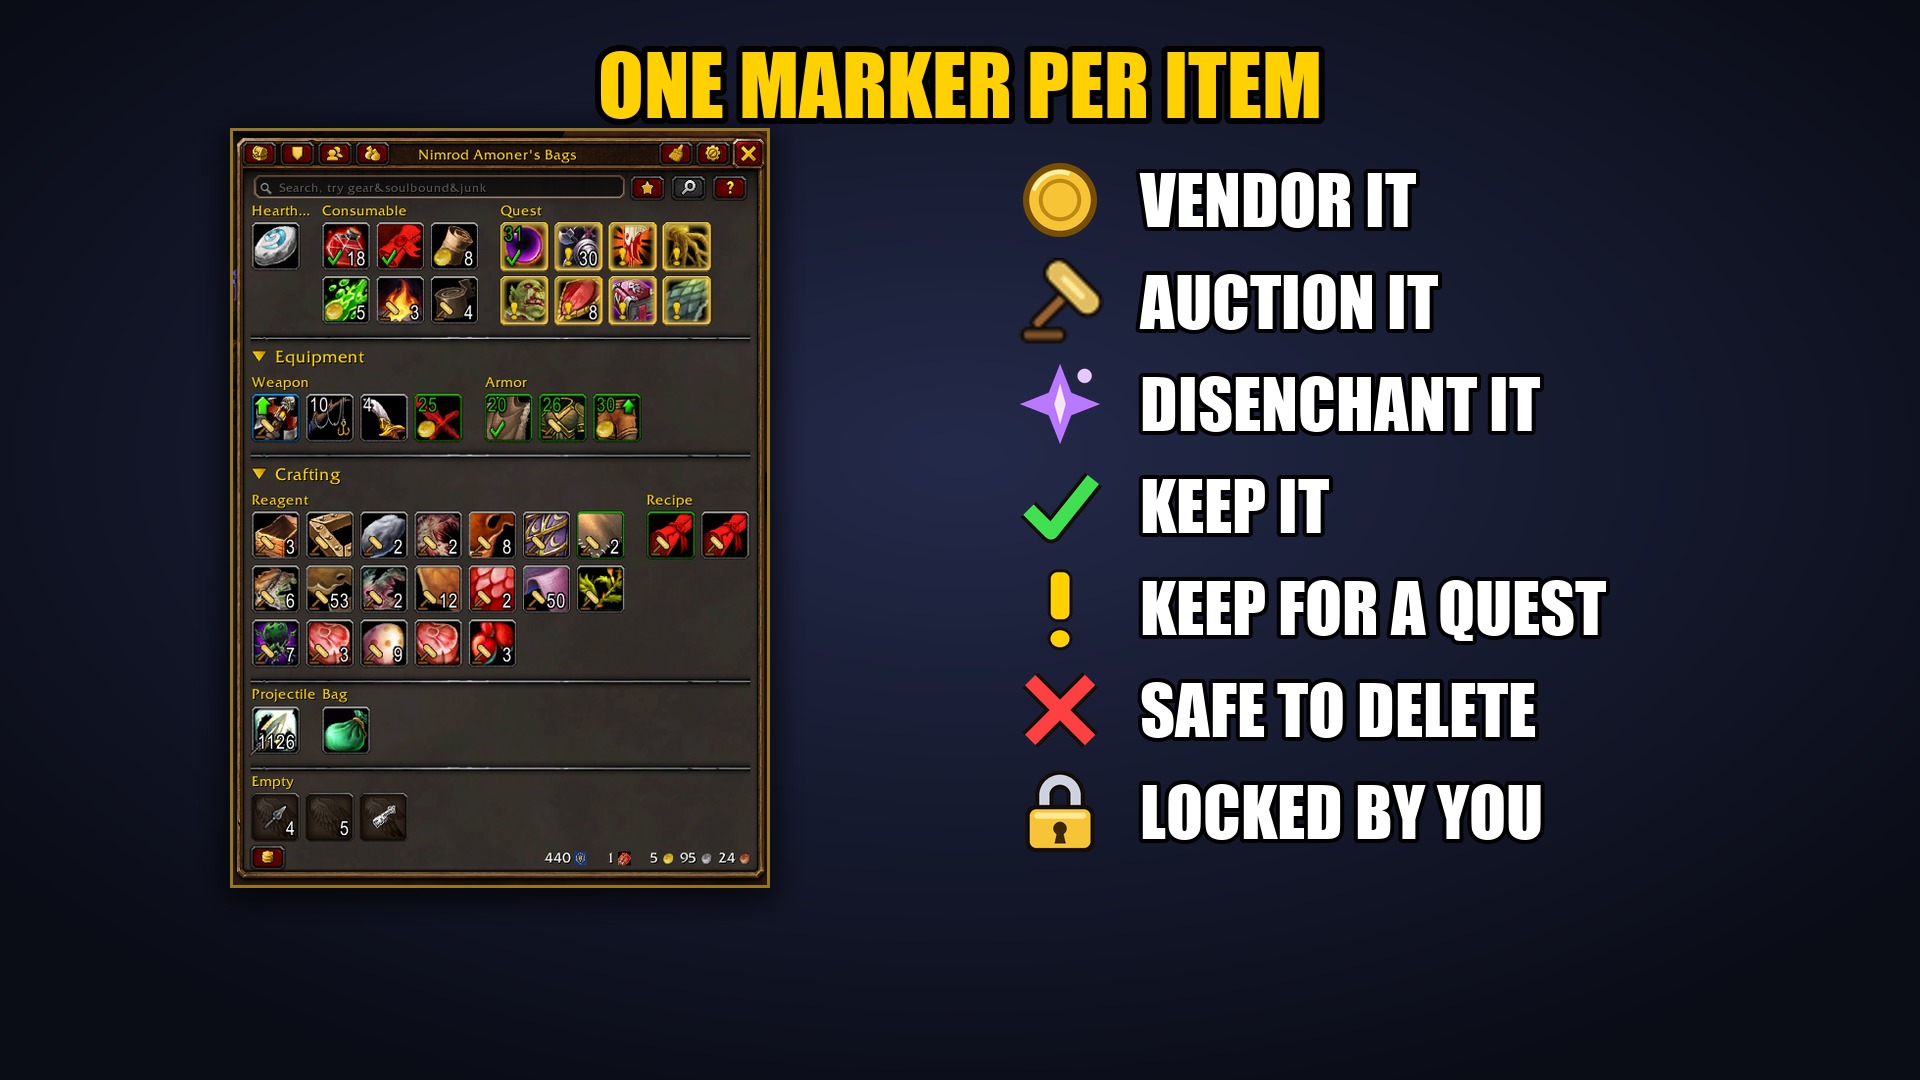 ONE MARKER PER ITEM
Nimrod Amoner's Bags
Search, try gear&soulbound&junk
Hearth... Consumable Quest
18 8 31 30
5 3 4 8
Equipment
Weapon Armor
10 4 25 20 26 30
Crafting
Reagent Recipe
3 2 2 8 2
6 53 2 12 2 50
7 3 9 3
Projectile Bag
1126
Empty
4 5
440 1 5 95 24
VENDOR IT
AUCTION IT
DISENCHANT IT
KEEP IT
KEEP FOR A QUEST
SAFE TO DELETE
LOCKED BY YOU